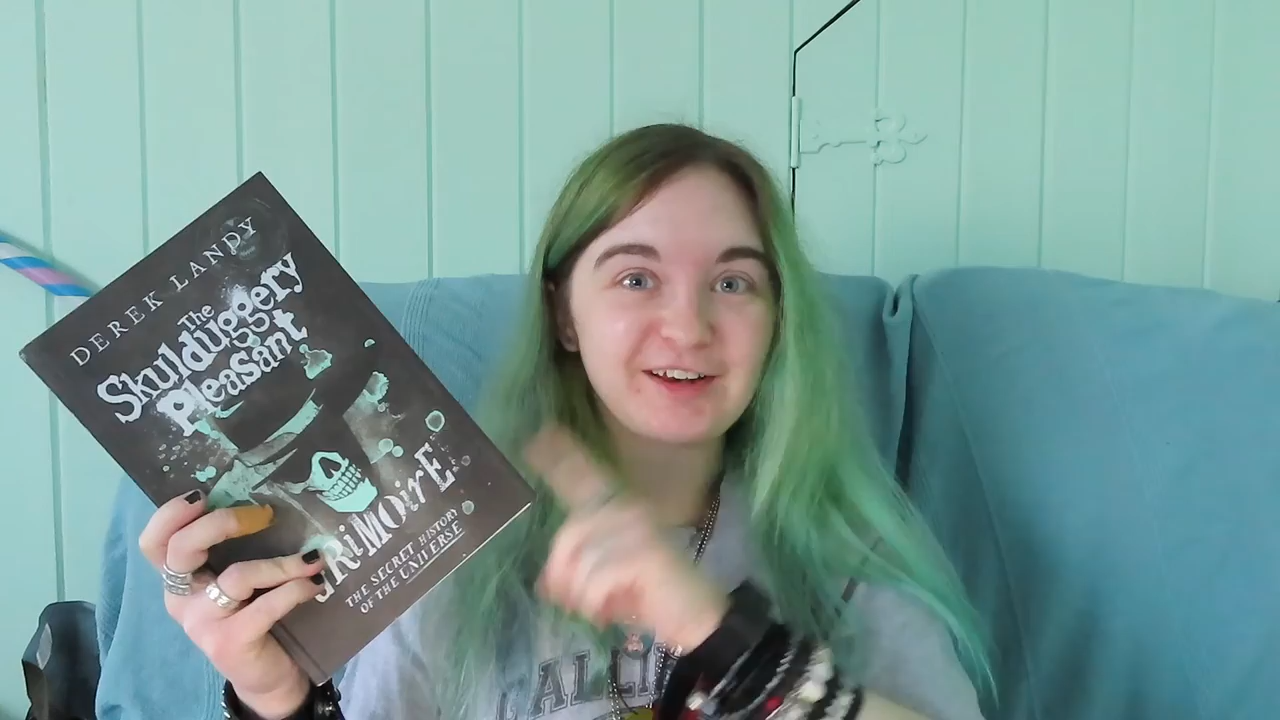 DEREK LANDY
The
Skulduggery
Pleasant
GRiMOirE
THE SECRET HISTORY
OF THE UNIVERSE